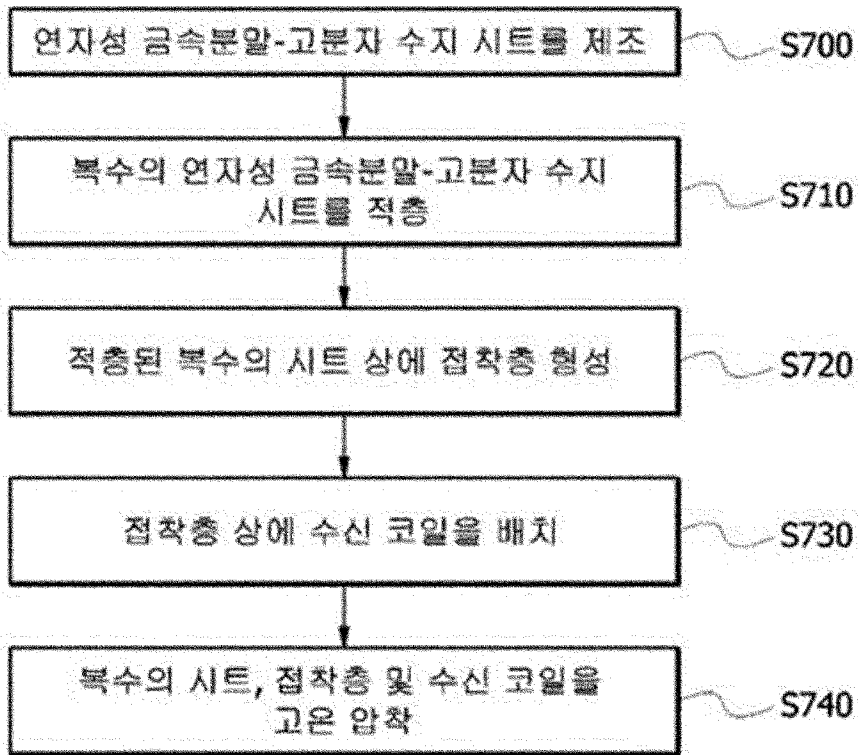 연자성 금속분말-고분자 수지 시트를 제조
S700
복수의 연자성 금속분말-고분자 수지
시트를 적층
S710
적층된 복수의 시트 상에 접착층 형성
S720
접착층 상에 수신 코일을 배치
S730
복수의 시트, 접착층 및 수신 코일을
고온 압착
S740